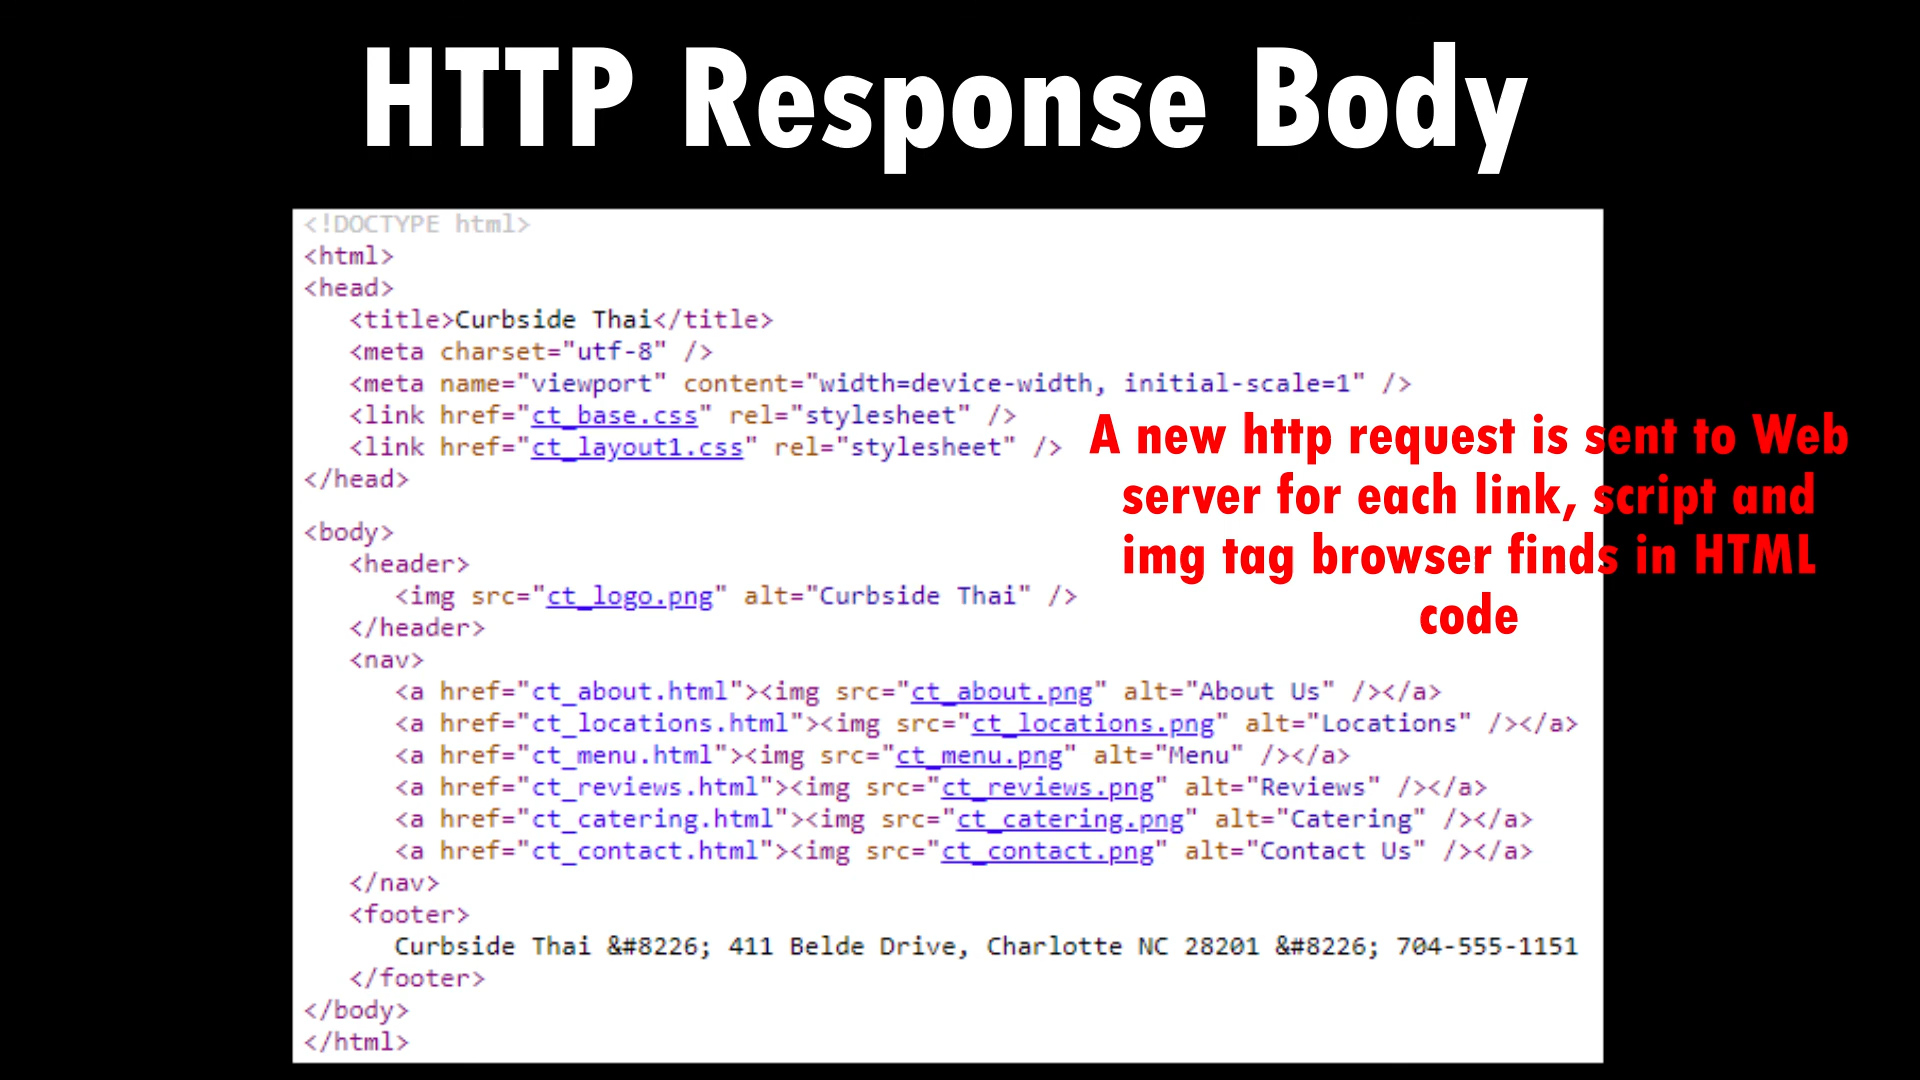 HTTP Response Body
<!DOCTYPE html>
<html>
<head>
<title>Curbside Thai</title>
<meta charset="utf-8" />
<meta name="viewport" content="width=device-width, initial-scale=1" />
<link href="ct_base.css" rel="stylesheet" />
<link href="ct_layout1.css" rel="stylesheet" />
</head>
A new http request is sent to Web
server for each link, script and
img tag browser finds in HTML
code
<body>
<header>
<img src="ct_logo.png" alt="Curbside Thai" />
</header>
<nav>
<a href="ct_about.html"><img src="ct_about.png" alt="About Us" /></a>
<a href="ct_locations.html"><img src="ct_locations.png" alt="Locations" /></a>
<a href="ct_menu.html"><img src="ct_menu.png" alt="Menu" /></a>
<a href="ct_reviews.html"><img src="ct_reviews.png" alt="Reviews" /></a>
<a href="ct_catering.html"><img src="ct_catering.png" alt="Catering" /></a>
<a href="ct_contact.html"><img src="ct_contact.png" alt="Contact Us" /></a>
</nav>
<footer>
Curbside Thai &#8226; 411 Belde Drive, Charlotte NC 28201 &#8226; 704-555-1151
</footer>
</body>
</html>